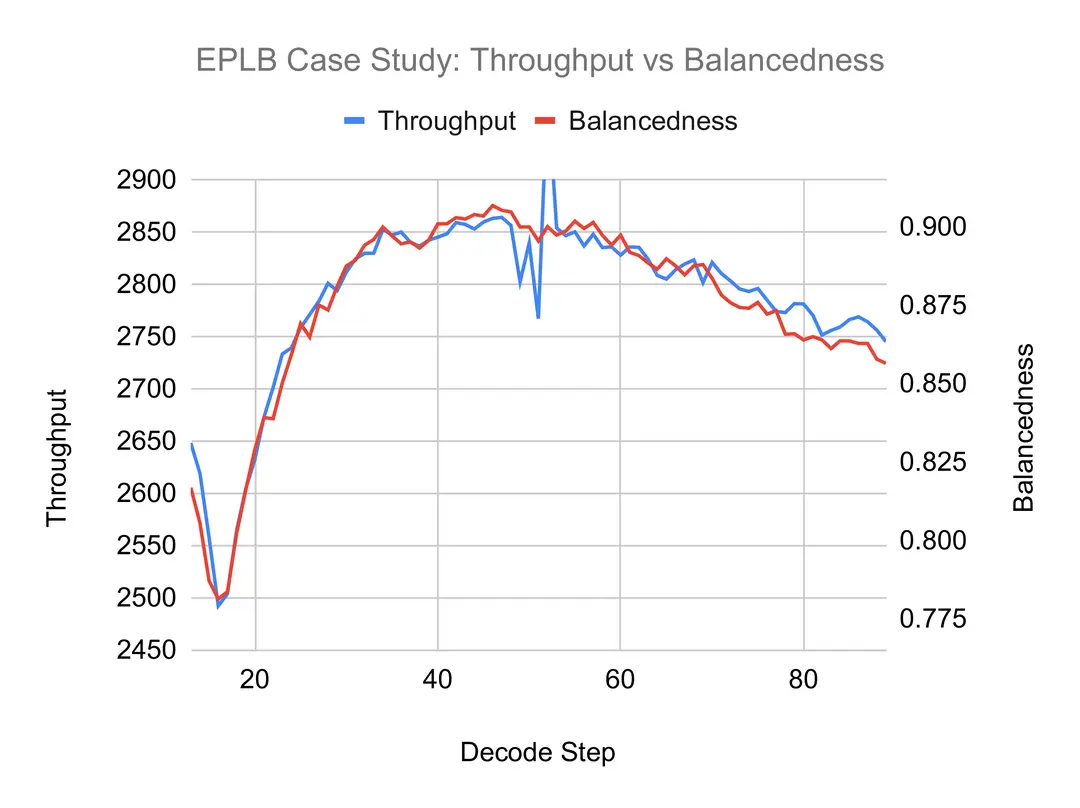 EPLB Case Study: Throughput vs Balancedness
Throughput Balancedness
2900
2850
2800
2750
2700
2650
2600
2550
2500
2450
Throughput
0.900
0.875
0.850
0.825
0.800
0.775
Balancedness
20 40 60 80
Decode Step